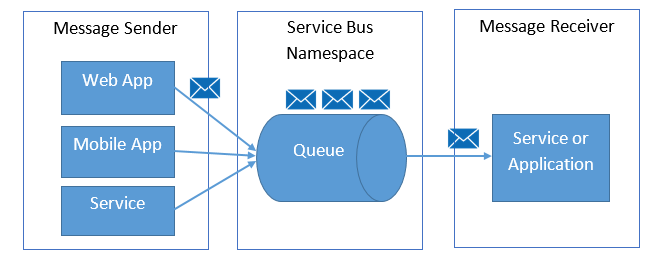 Message Sender
Web App
Mobile App
Service
Service Bus
Namespace
Queue
Message Receiver
Service or
Application